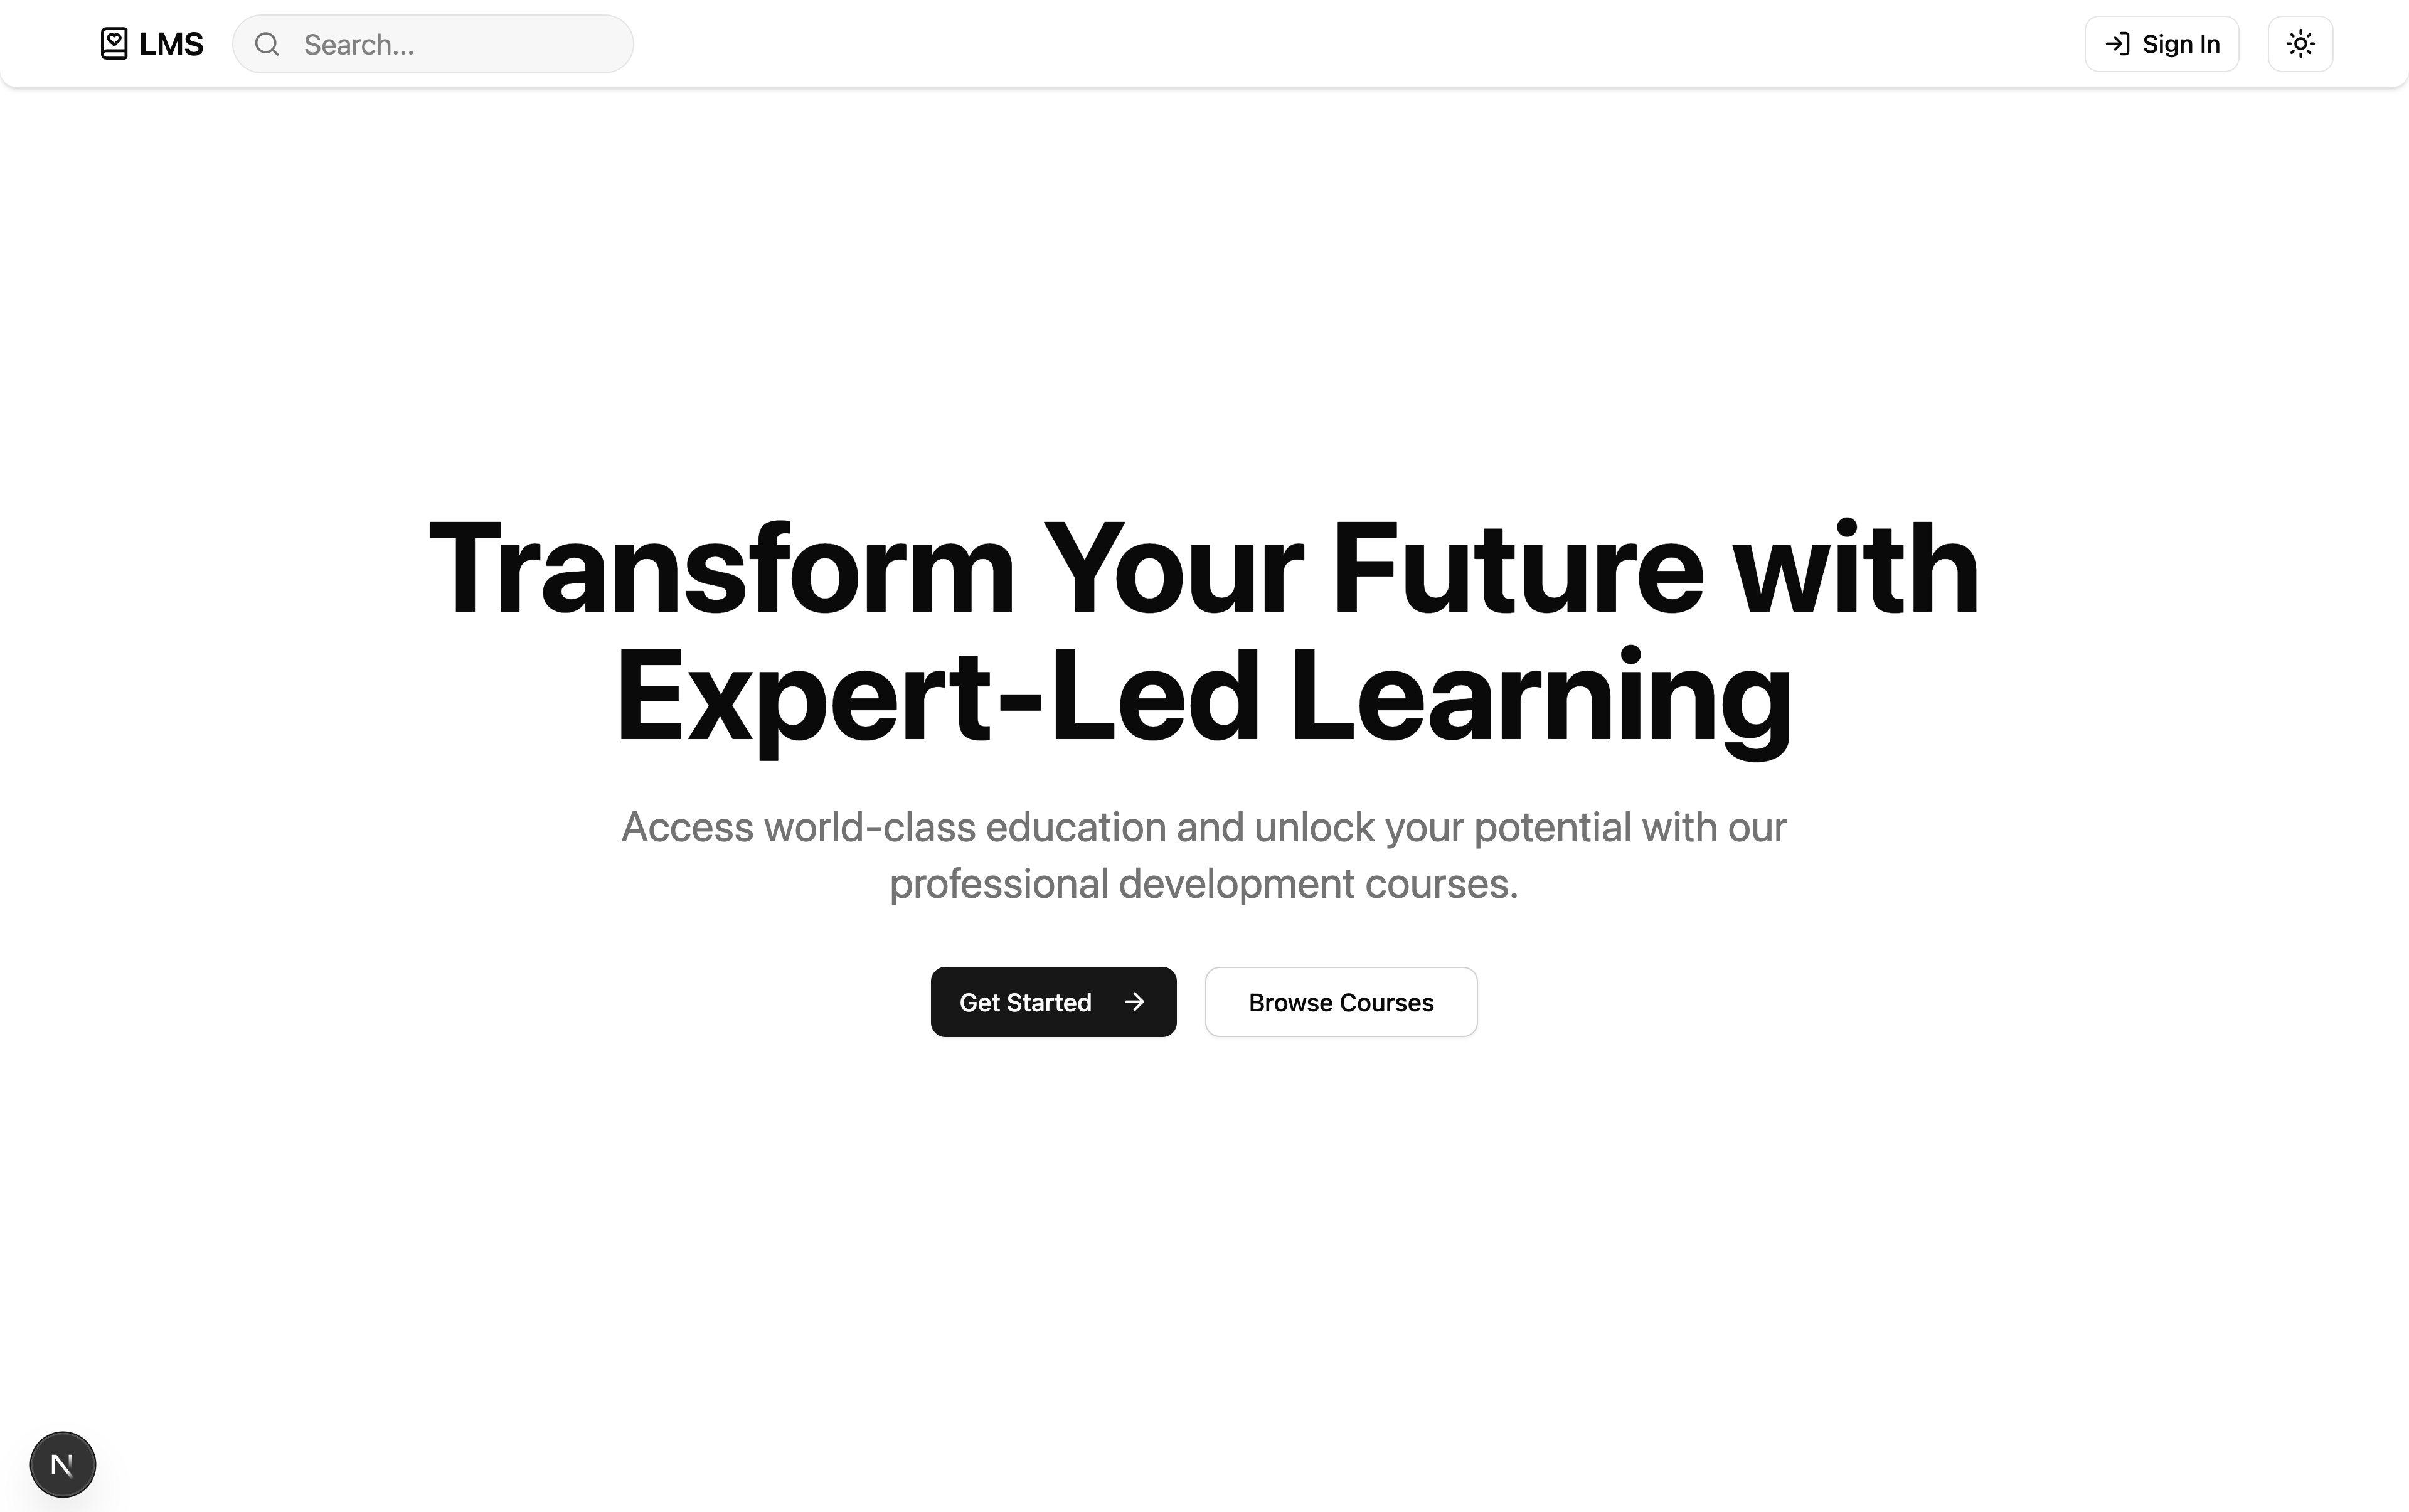 LMS
Search...
Sign In
Transform Your Future with
Expert-Led Learning
Access world-class education and unlock your potential with our
professional development courses.
Get Started
Browse Courses
N